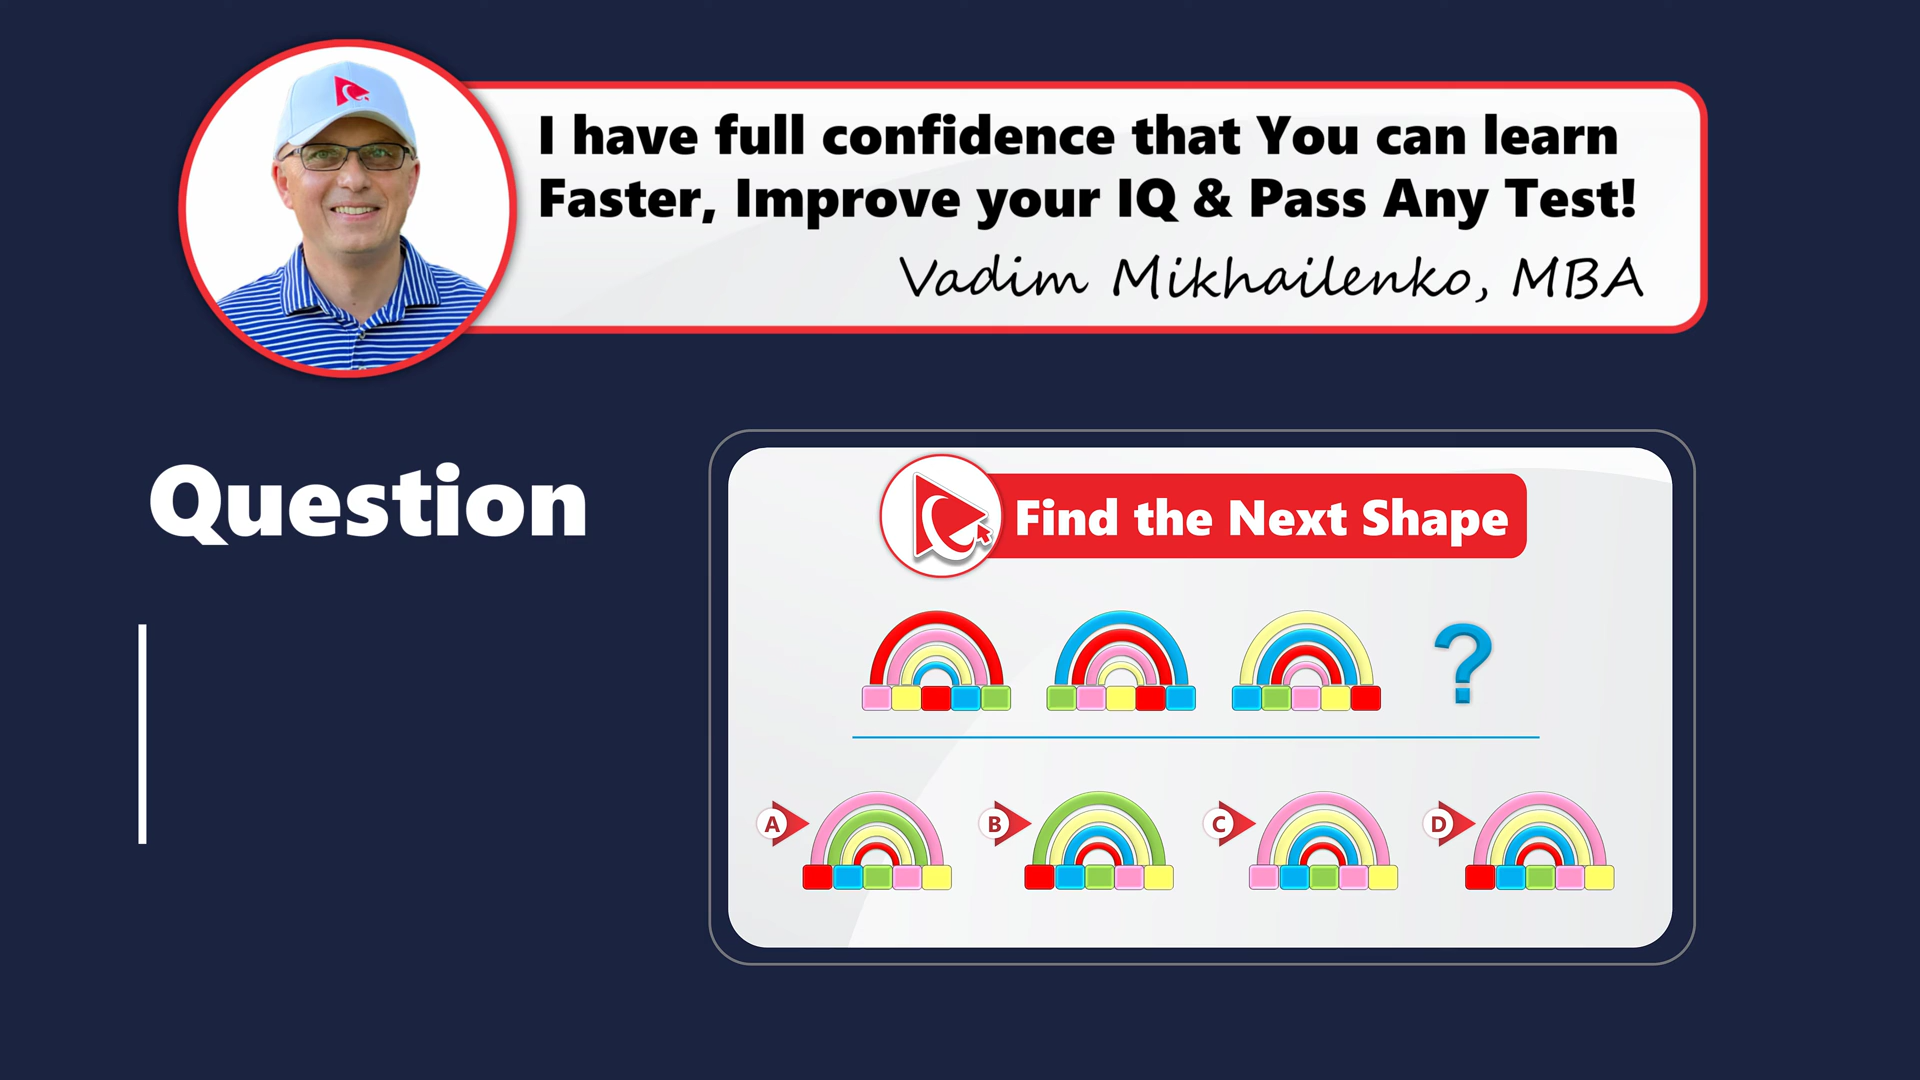 I have full confidence that You can learn
Faster, Improve your IQ & Pass Any Test!
Vadim Mikhailenko, MBA
Question
Find the Next Shape
?
A
B
C
D